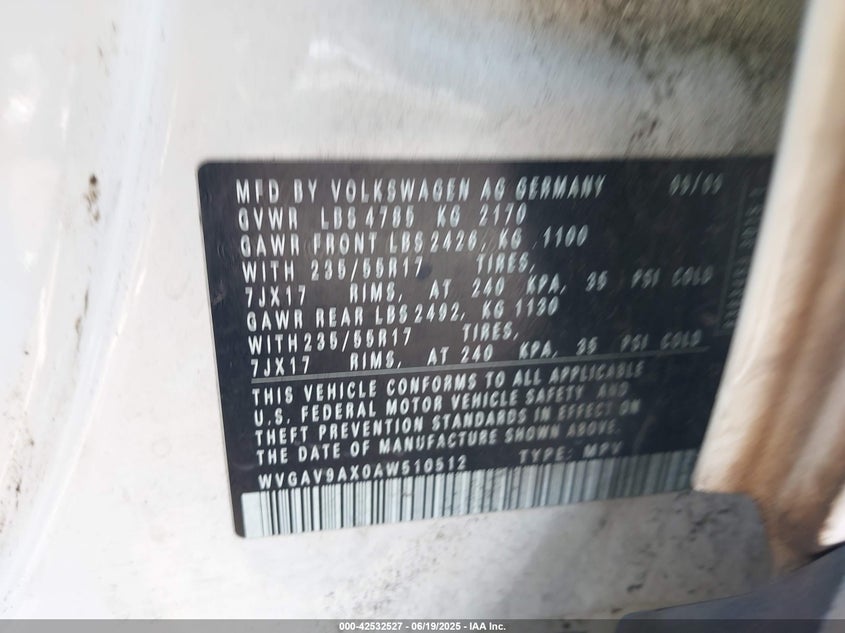 MFD BY VOLKSWAGEN AG GERMANY
GVWR LBS 4785 KG 2170
GAWR FRONT LBS 2426, KG 1100
WITH 235/55R17 TIRES,
7JX17 RIMS, AT 240 KPA, 35 PSI COLD
GAWR REAR LBS 2492, KG 1130
WITH 235/55R17 TIRES,
7JX17 RIMS, AT 240 KPA, 35 PSI COLD
THIS VEHICLE CONFORMS TO ALL APPLICABLE
U.S. FEDERAL MOTOR VEHICLE SAFETY AND
THEFT PREVENTION STANDARDS IN EFFECT ON
THE DATE OF MANUFACTURE SHOWN ABOVE.
WVGAV9AX0AW510512 TYPE: MPV
000-42532527 - 06/19/2025 - IAA Inc.